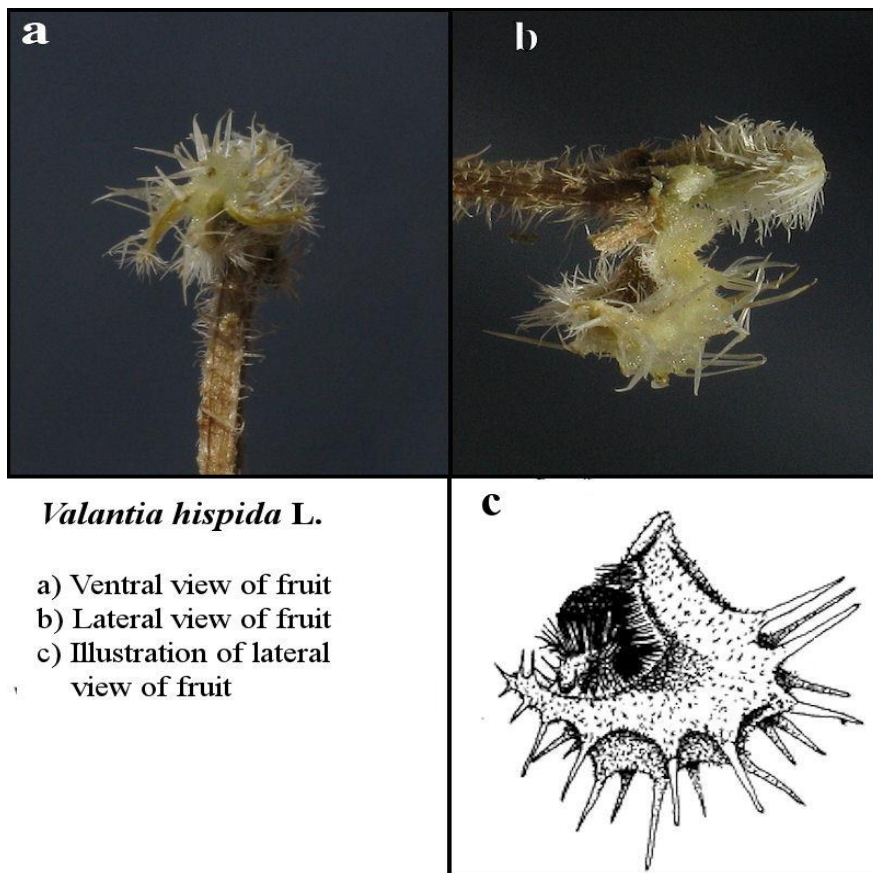 a
b
Valantia hispida L.
a) Ventral view of fruit
b) Lateral view of fruit
c) Illustration of lateral
view of fruit
c